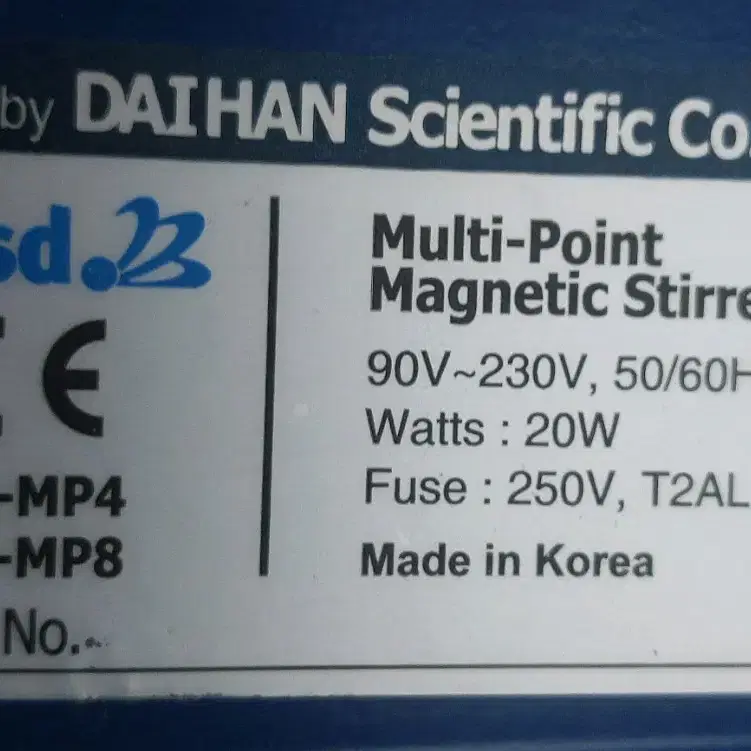 by DAIHAN Scientific Co.
sd.
CE
-MP4
-MP8
No.
Multi-Point
Magnetic Stirre
90V~230V, 50/60H
Watts : 20W
Fuse : 250V, T2AL
Made in Korea